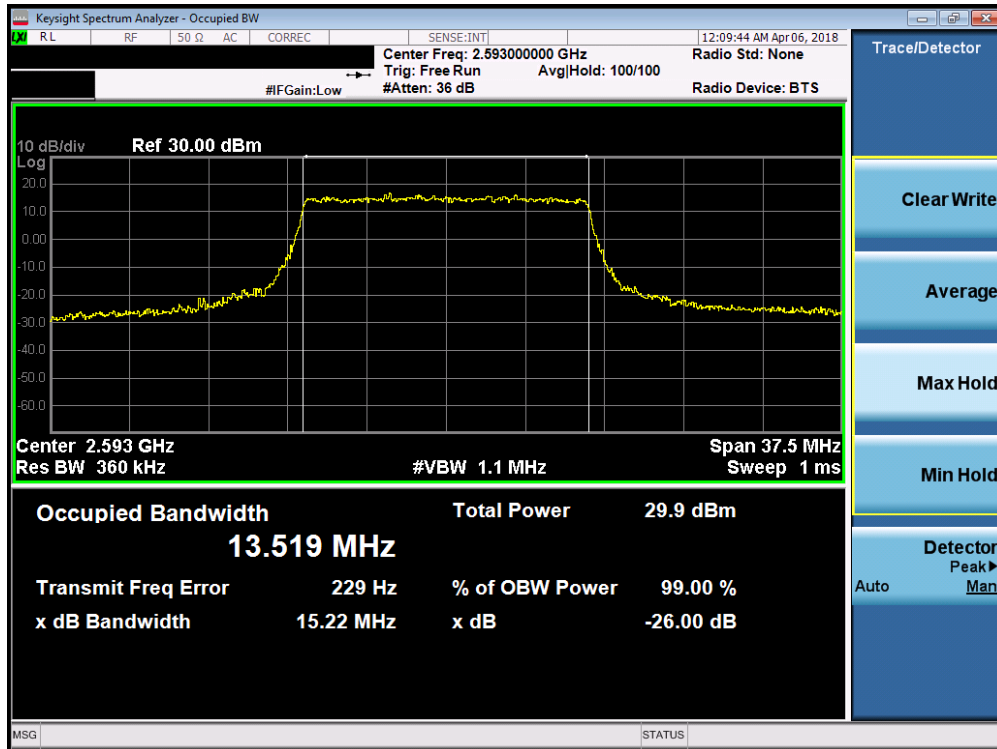 Keysight Spectrum Analyzer - Occupied BW
LXI RL RF 50 Ω AC CORREC SENSE:INT 12:09:44 AM Apr 06, 2018
Center Freq: 2.593000000 GHz Radio Std: None
Trig: Free Run Avg|Hold: 100/100
#IFGain:Low #Atten: 36 dB Radio Device: BTS
10 dB/div Ref 30.00 dBm
Log
20.0
10.0
0.00
-10.0
-20.0
-30.0
-40.0
-50.0
-60.0
Center 2.593 GHz Span 37.5 MHz
Res BW 360 kHz #VBW 1.1 MHz Sweep 1 ms
Occupied Bandwidth Total Power 29.9 dBm
13.519 MHz
Transmit Freq Error 229 Hz % of OBW Power 99.00 %
x dB Bandwidth 15.22 MHz x dB -26.00 dB
MSG STATUS
Trace/Detector
Clear Write
Average
Max Hold
Min Hold
Detector
Peak▶
Auto Man